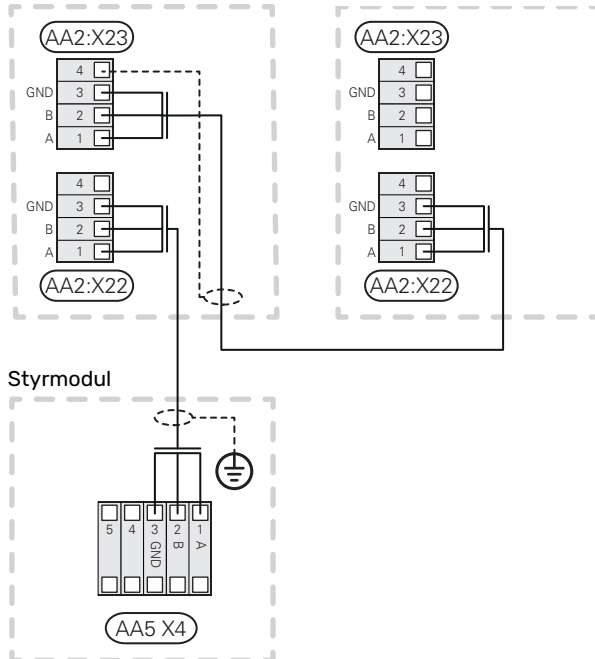 AA2:X23
4
GND 3
B 2
A 1
4
GND 3
B 2
A 1
AA2:X22
AA2:X23
4
GND 3
B 2
A 1
4
GND 3
B 2
A 1
AA2:X22
Styrmodul
5 4 3 2 1
GND B A
AA5 X4